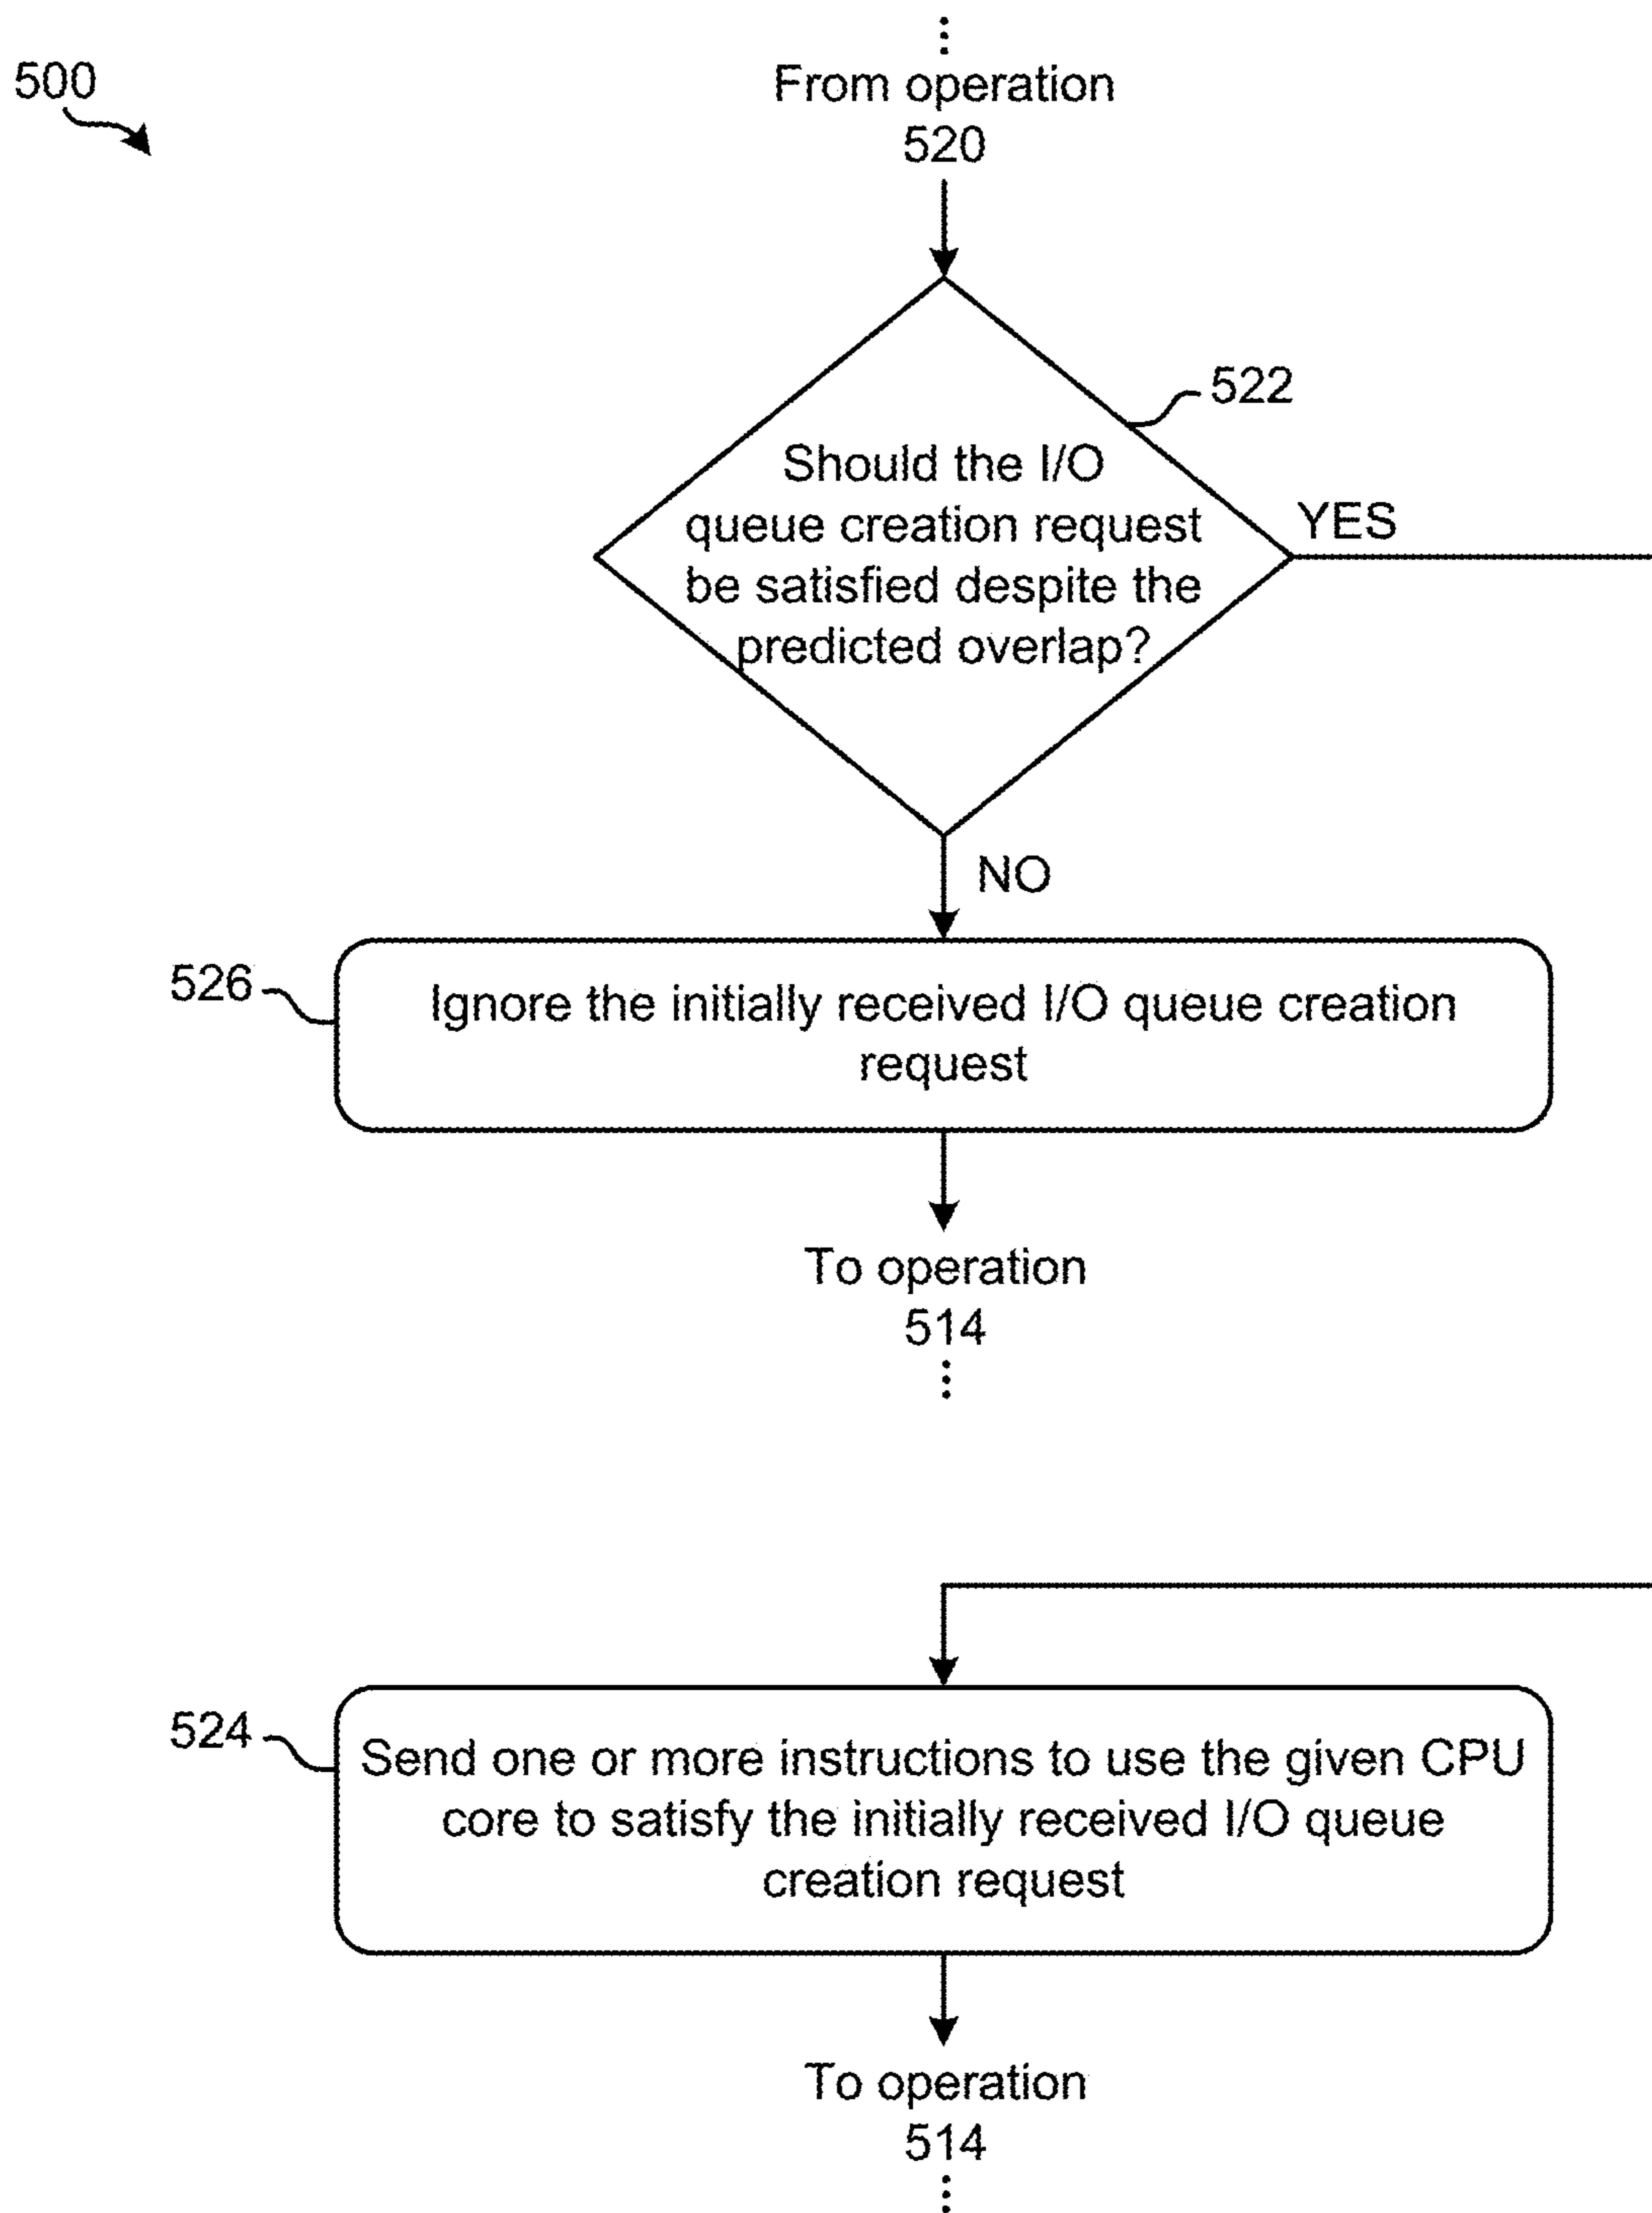 500
From operation
520
522
Should the I/O
queue creation request
be satisfied despite the
predicted overlap?
YES
NO
526
Ignore the initially received I/O queue creation
request
To operation
514
524
Send one or more instructions to use the given CPU
core to satisfy the initially received I/O queue
creation request
To operation
514